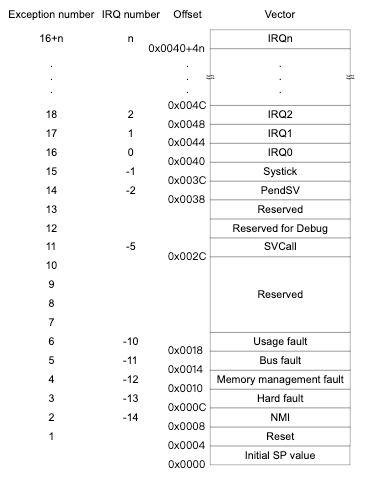 Exception number IRQ number Offset Vector
16+n n IRQn
0x0040+4n
. . .
. . .
. . .
0x004C
18 2 IRQ2
0x0048
17 1 IRQ1
0x0044
16 0 IRQ0
0x0040
15 -1 Systick
0x003C
14 -2 PendSV
0x0038
13 Reserved
12 Reserved for Debug
11 -5 SVCall
0x002C
10
9
Reserved
8
7
6 -10 Usage fault
0x0018
5 -11 Bus fault
0x0014
4 -12 Memory management fault
0x0010
3 -13 Hard fault
0x000C
2 -14 NMI
0x0008
1 Reset
0x0004
Initial SP value
0x0000